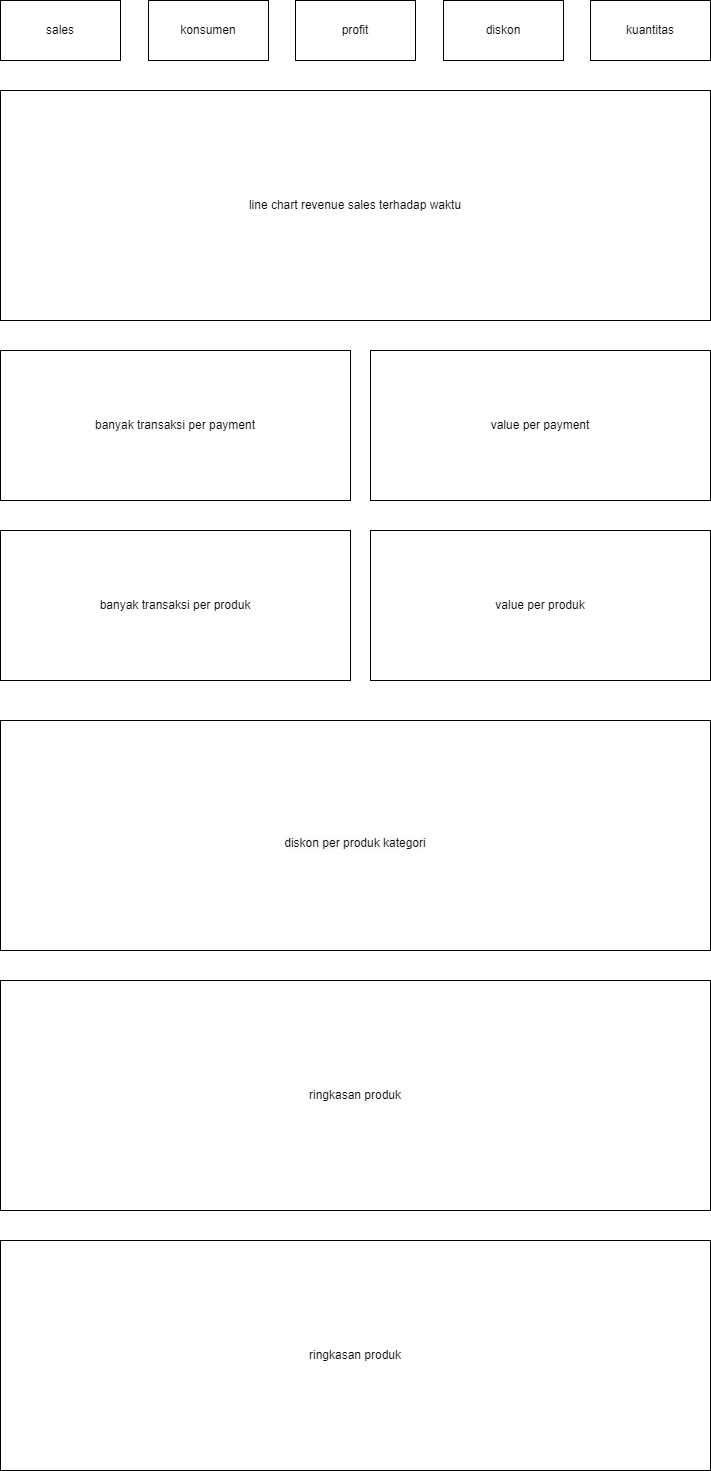 sales
konsumen
profit
diskon
kuantitas
line chart revenue sales terhadap waktu
banyak transaksi per payment
value per payment
banyak transaksi per produk
value per produk
diskon per produk kategori
ringkasan produk
ringkasan produk